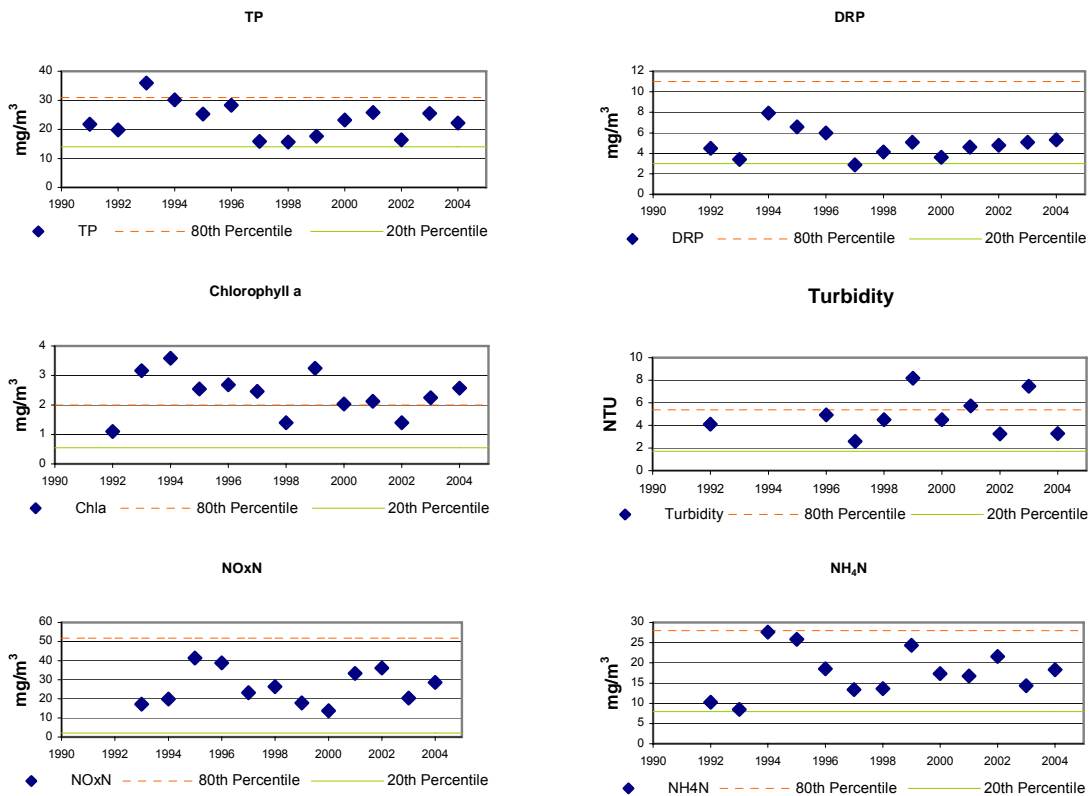 TP
mg/m³
40
30
20
10
0
1990 1992 1994 1996 1998 2000 2002 2004
TP 80th Percentile 20th Percentile
DRP
mg/m³
12
10
8
6
4
2
0
1990 1992 1994 1996 1998 2000 2002 2004
DRP 80th Percentile 20th Percentile
Chlorophyll a
mg/m³
4
3
2
1
0
1990 1992 1994 1996 1998 2000 2002 2004
Chla 80th Percentile 20th Percentile
Turbidity
NTU
10
8
6
4
2
0
1990 1992 1994 1996 1998 2000 2002 2004
Turbidity 80th Percentile 20th Percentile
NOxN
mg/m³
60
50
40
30
20
10
0
1990 1992 1994 1996 1998 2000 2002 2004
NOxN 80th Percentile 20th Percentile
NH₄N
mg/m³
30
25
20
15
10
5
0
1990 1992 1994 1996 1998 2000 2002 2004
NH4N 80th Percentile 20th Percentile